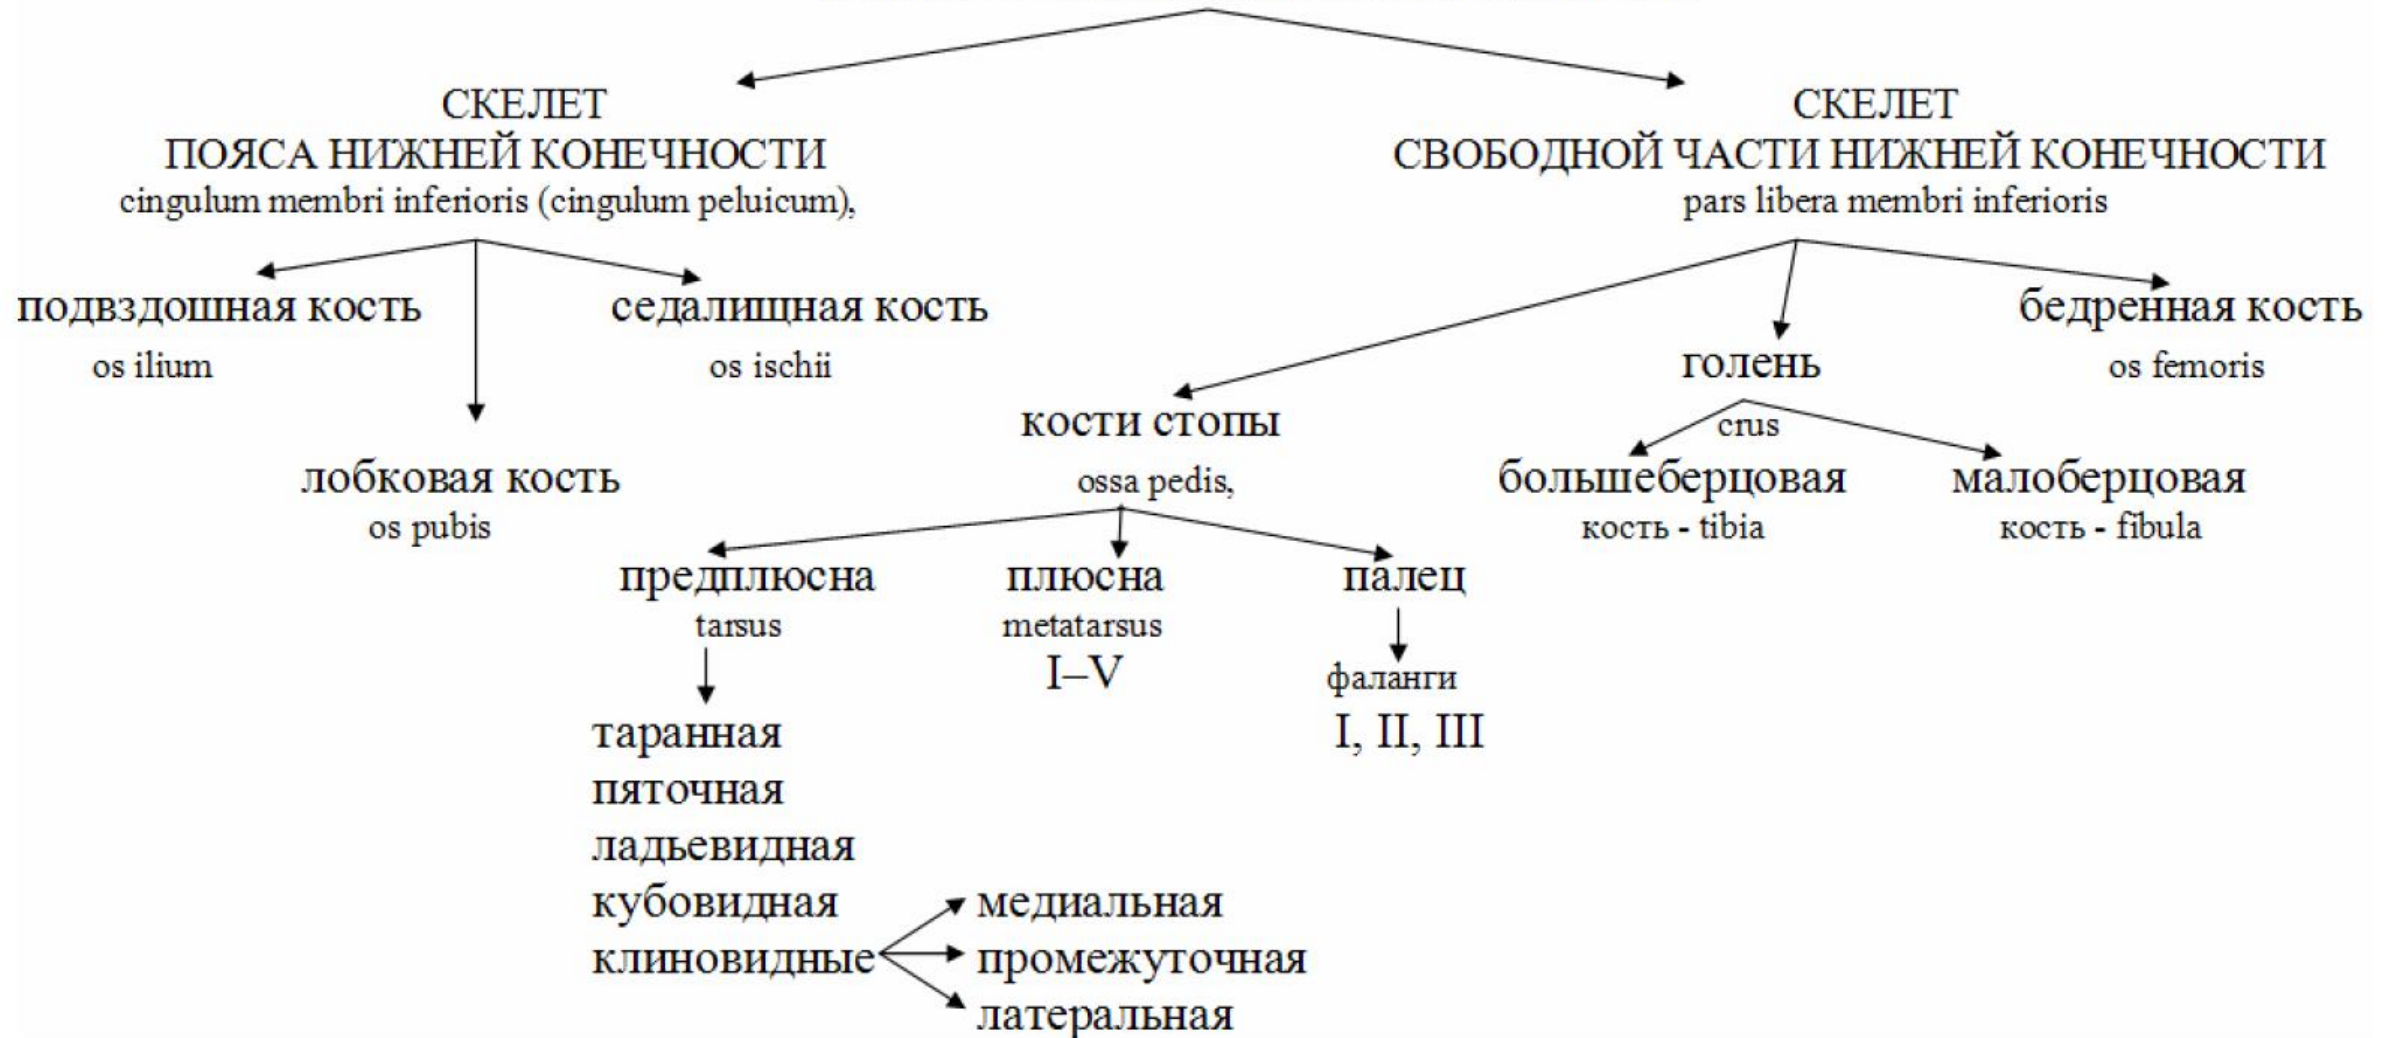 СКЕЛЕТ
ПОЯСА НИЖНЕЙ КОНЕЧНОСТИ
cingulum membri inferioris (cingulum peluicum),
СКЕЛЕТ
СВОБОДНОЙ ЧАСТИ НИЖНЕЙ КОНЕЧНОСТИ
pars libera membri inferioris
подвздошная кость
os ilium
седалищная кость
os ischii
лобковая кость
os pubis
бедренная кость
os femoris
голень
crus
большеберцовая
кость - tibia
малоберцовая
кость - fibula
кости стопы
ossa pedis,
предплюсна
tarsus
плюсна
metatarsus
I–V
палец
фаланги
I, II, III
таранная
пяточная
ладьевидная
кубовидная
клиновидные
медиальная
промежуточная
латеральная